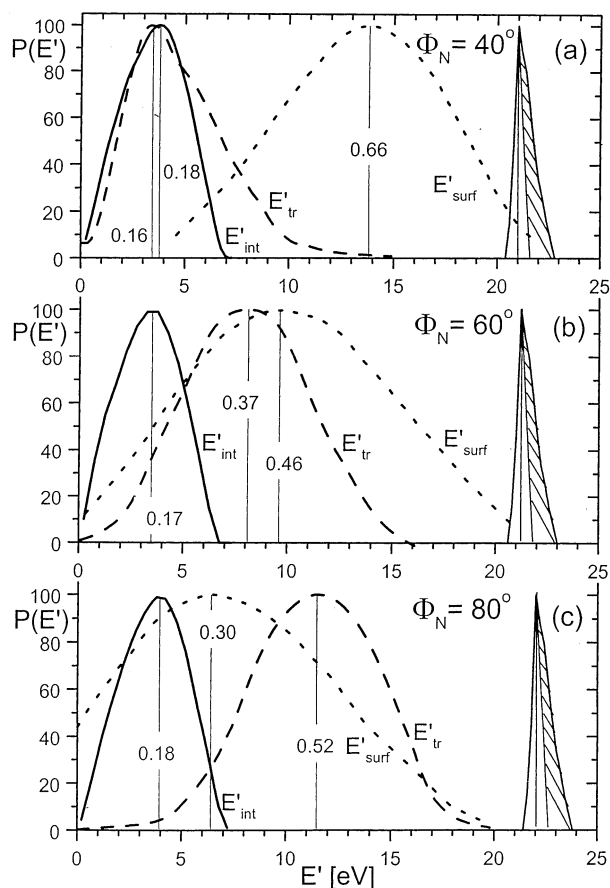 P(E')
100
80
60
40
20
0
Φ_N = 40°
(a)
0.66
0.18
0.16
E'_tr
E'_int
E'_surf
0 5 10 15 20 25
P(E')
100
80
60
40
20
0
Φ_N = 60°
(b)
0.37
0.46
0.17
E'_int
E'_tr
E'_surf
0 5 10 15 20 25
P(E')
100
80
60
40
20
0
Φ_N = 80°
(c)
0.30
0.18
0.52
E'_surf
E'_tr
E'_int
0 5 10 15 20 25
E' [eV]